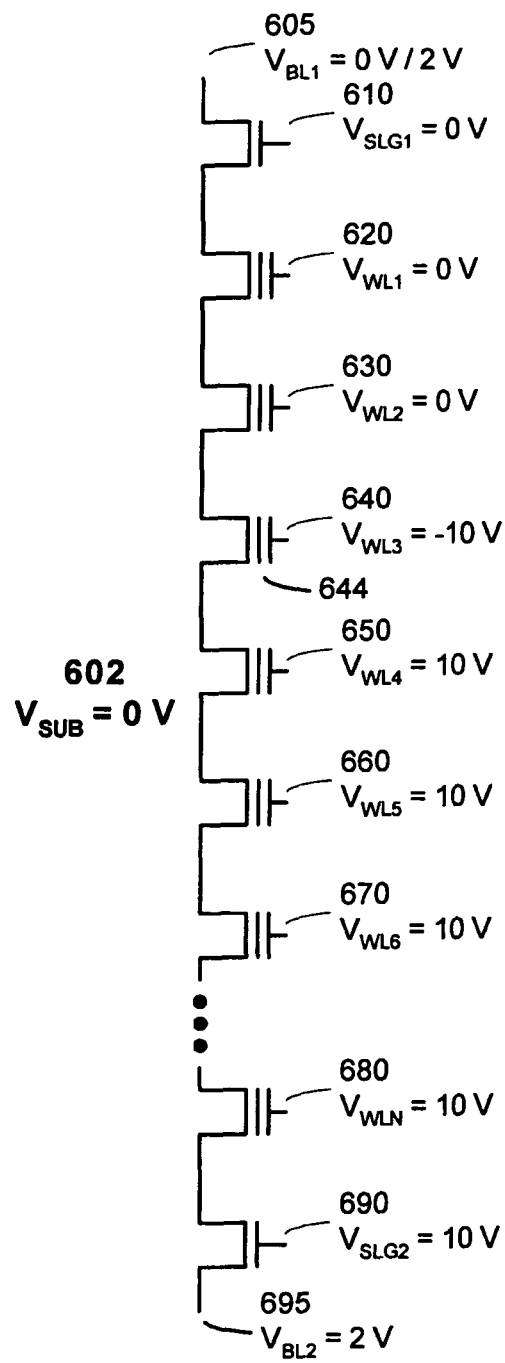 605
V_BL1 = 0 V / 2 V
610
V_SLG1 = 0 V
620
V_WL1 = 0 V
630
V_WL2 = 0 V
640
V_WL3 = -10 V
644
650
V_WL4 = 10 V
602
V_SUB = 0 V
660
V_WL5 = 10 V
670
V_WL6 = 10 V
680
V_WLN = 10 V
690
V_SLG2 = 10 V
695
V_BL2 = 2 V